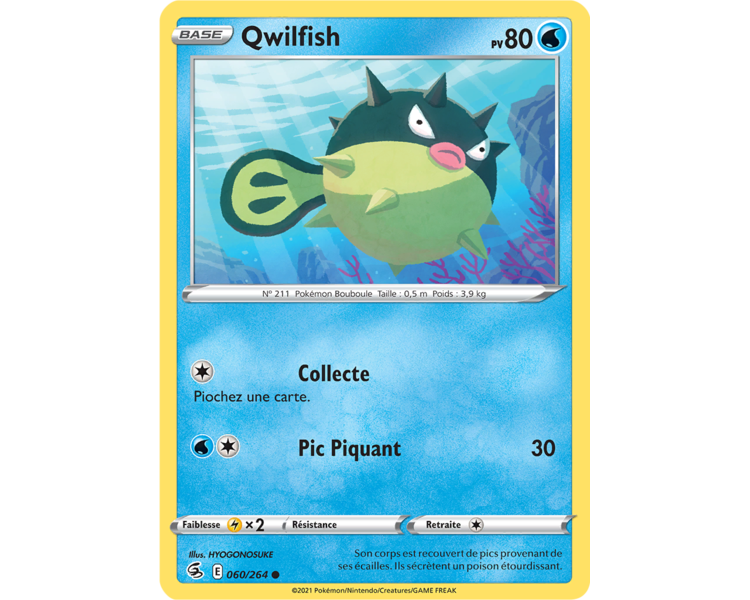 BASE Qwilfish PV80
N° 211 Pokémon Bouboule Taille : 0,5 m Poids : 3,9 kg
Collecte
Piochez une carte.
Pic Piquant 30
Faiblesse ×2 Résistance Retraite
Illus. HYOGONOSUKE
Son corps est recouvert de pics provenant de
ses écailles. Ils sécrètent un poison étourdissant.
E 060/264
©2021 Pokémon/Nintendo/Creatures/GAME FREAK